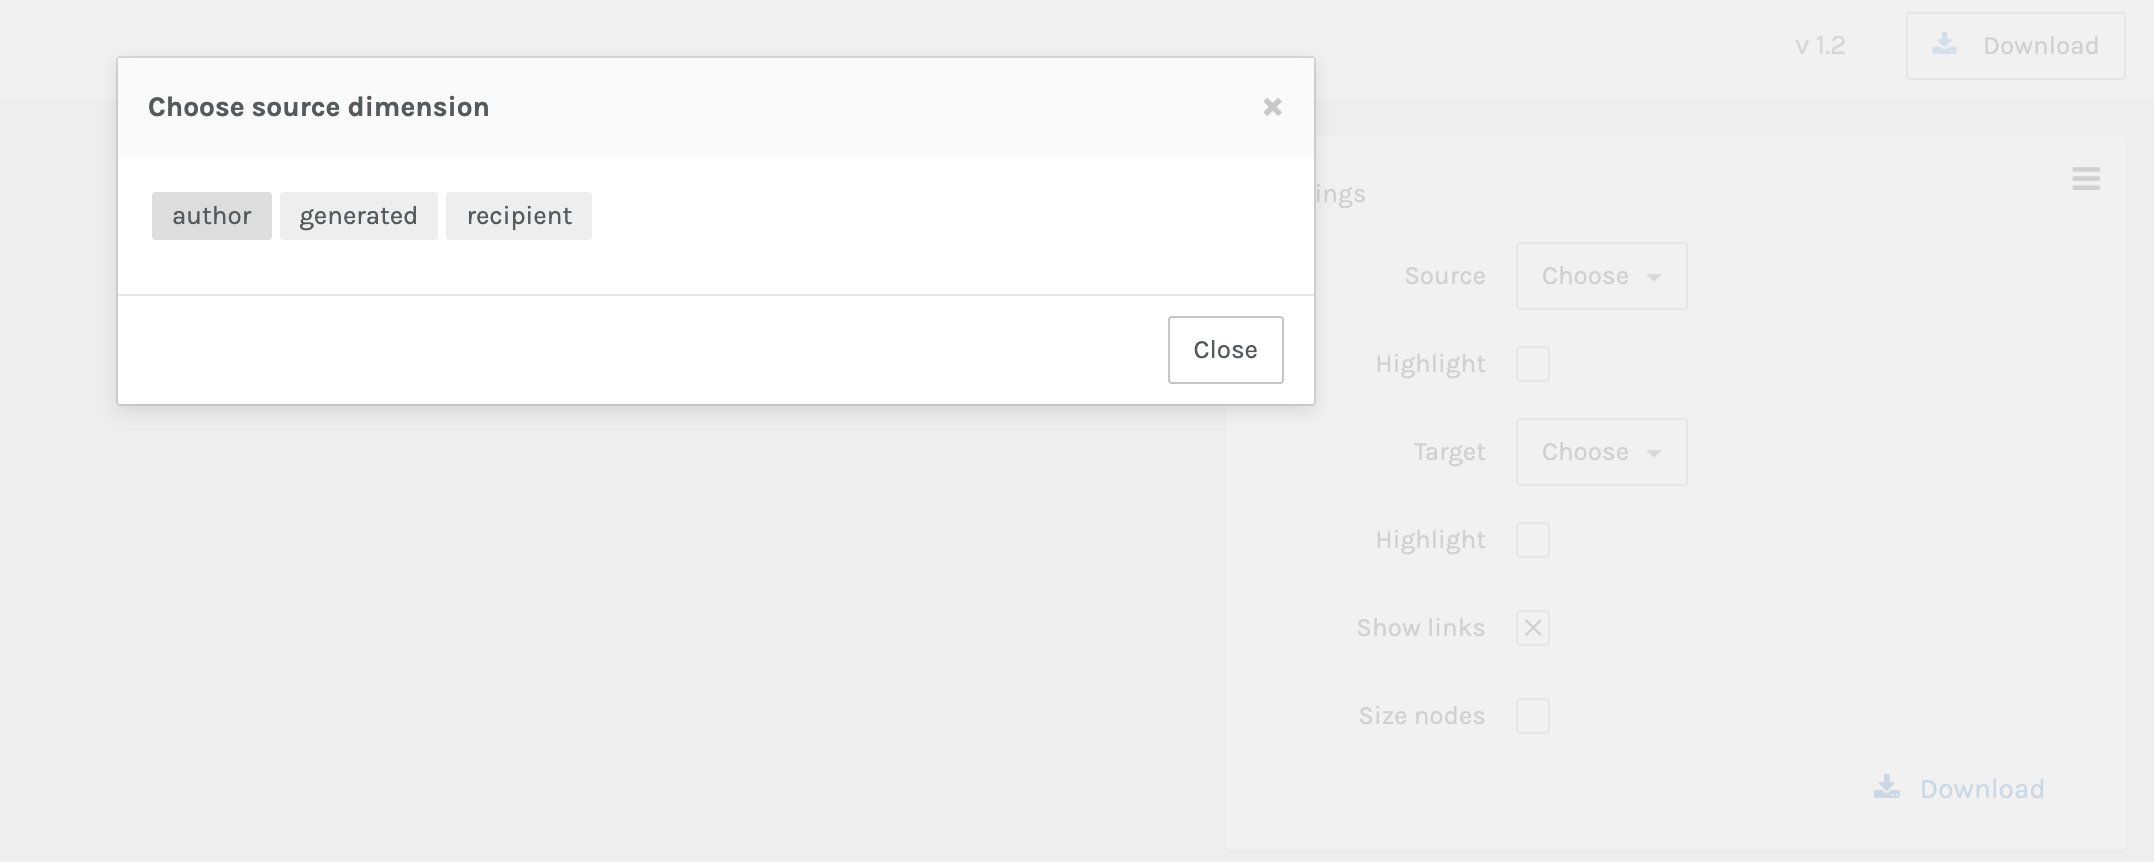 v 1.2
Download
Choose source dimension
author generated recipient
Close
ings
Source Choose
Highlight
Target Choose
Highlight
Show links
Size nodes
Download